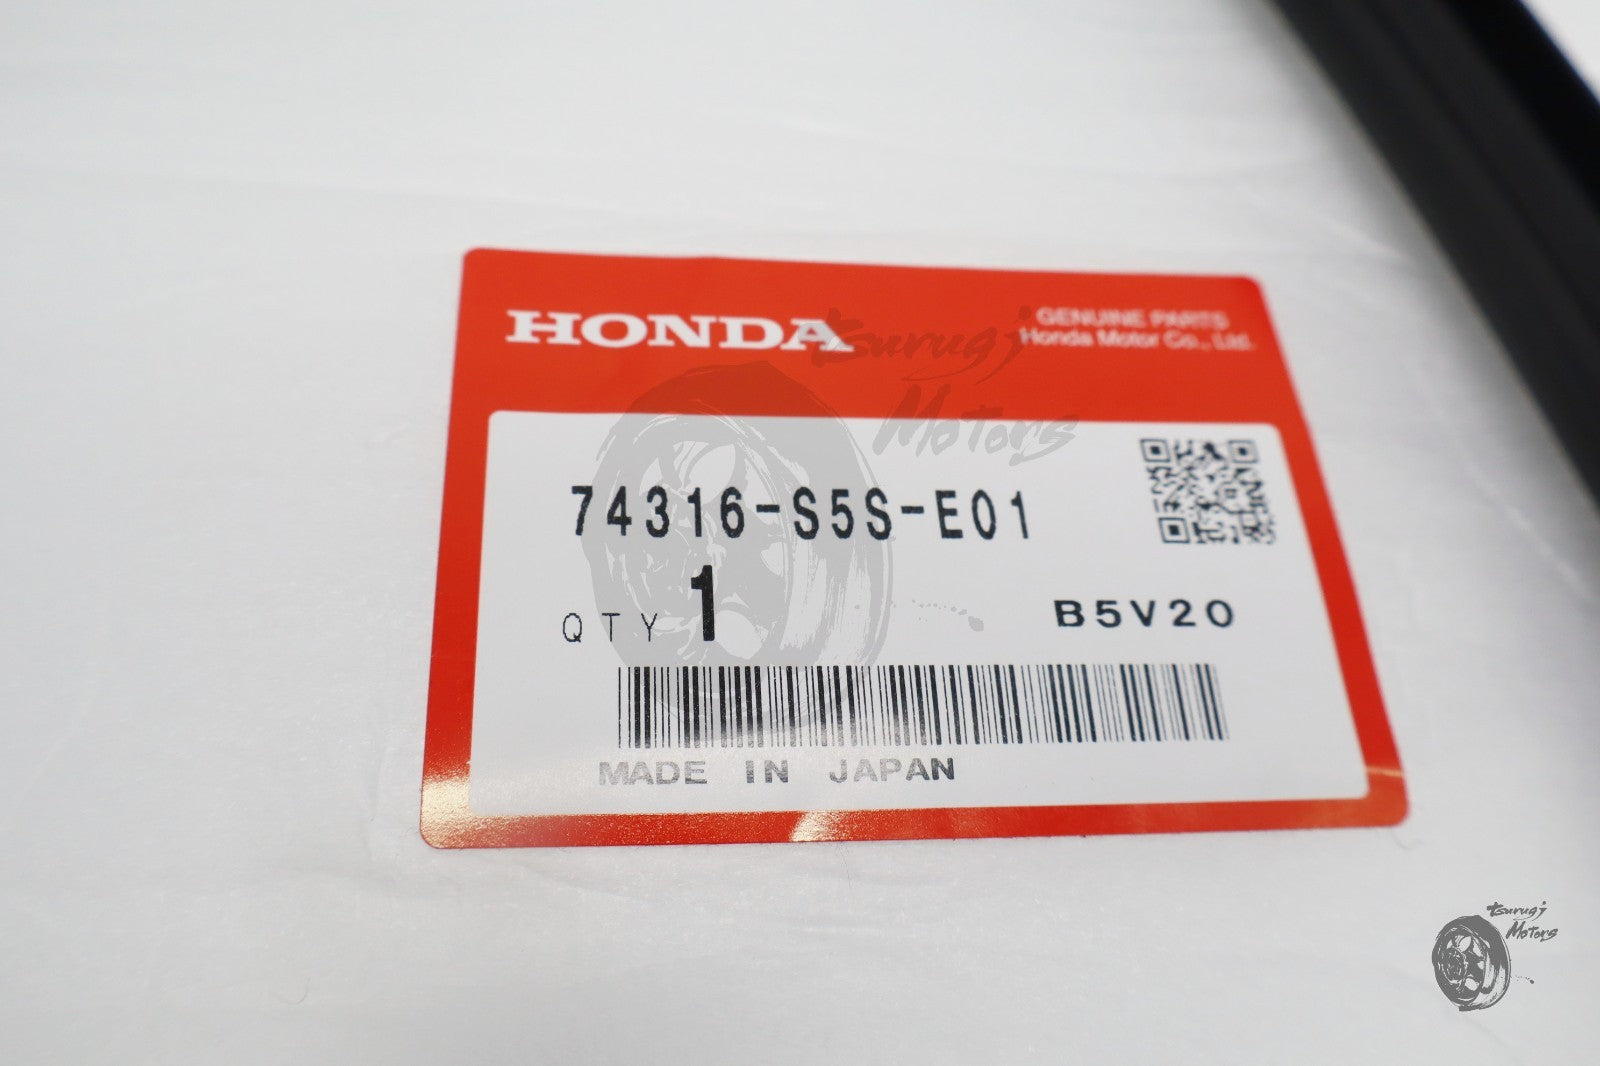 HONDA
GENUINE PARTS
Honda Motor Co., Ltd.
tsurugi
Motors
74316-S5S-E01
QTY 1
B5V20
MADE IN JAPAN
tsurugi
Motors